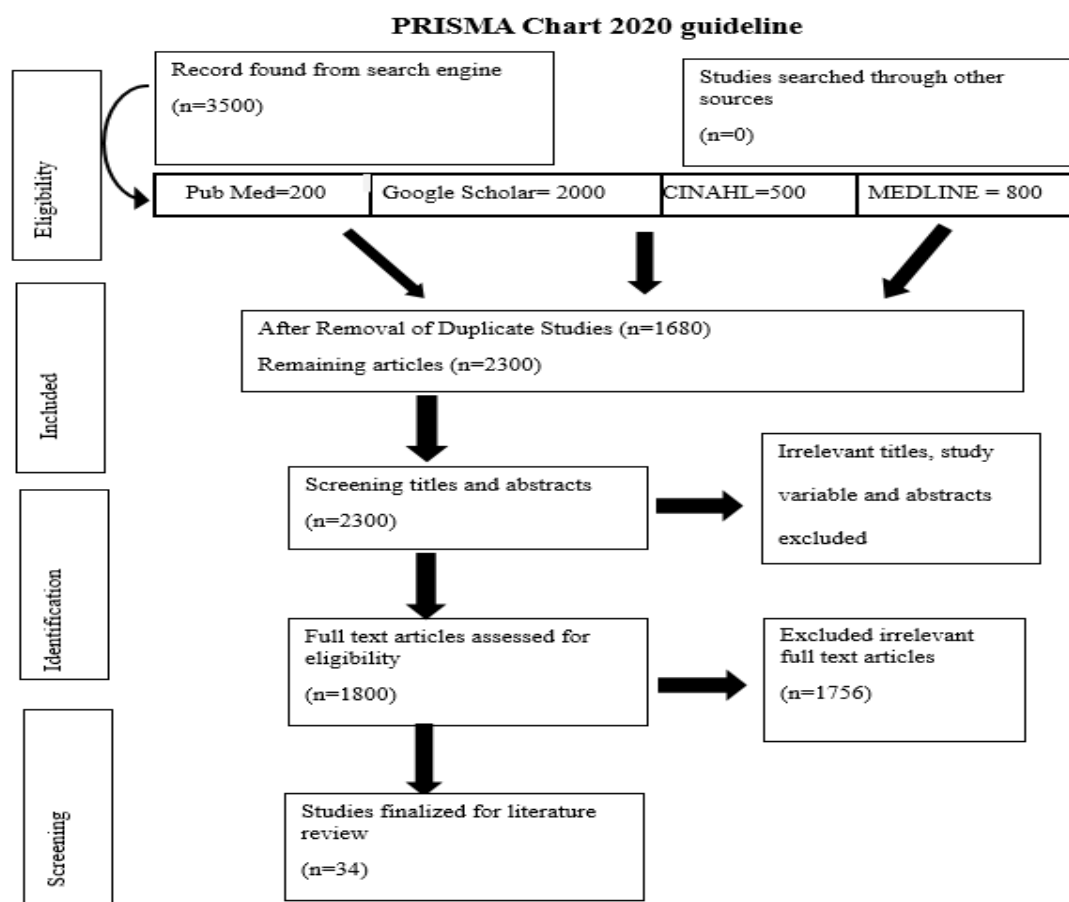 PRISMA Chart 2020 guideline
Record found from search engine
(n=3500)
Studies searched through other
sources
(n=0)
Eligibility
Pub Med=200
Google Scholar= 2000
CINAHL=500
MEDLINE = 800
After Removal of Duplicate Studies (n=1680)
Remaining articles (n=2300)
Included
Screening titles and abstracts
(n=2300)
Irrelevant titles, study
variable and abstracts
excluded
Identification
Full text articles assessed for
eligibility
(n=1800)
Excluded irrelevant
full text articles
(n=1756)
Screening
Studies finalized for literature
review
(n=34)